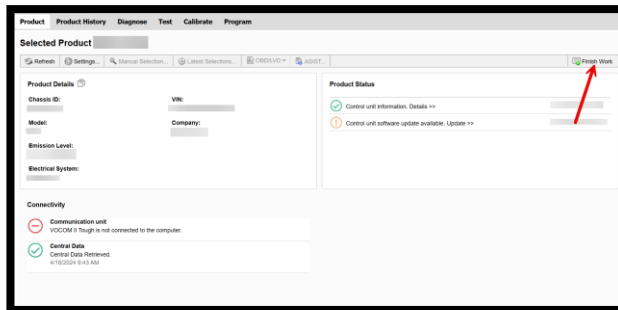 Product Product History Diagnose Test Calibrate Program
Selected Product
Refresh Settings... Manual Selection... Latest Selections... OBD/LVD ASIST... Finish Work
Product Details
Chassis ID: VIN:
Model: Company:
Emission Level:
Electrical System:
Product Status
Control unit information. Details >>
Control unit software update available. Update >>
Connectivity
Communication unit
VOCOM II Tough is not connected to the computer.
Central Data
Central Data Retrieved.
4/18/2024 9:43 AM